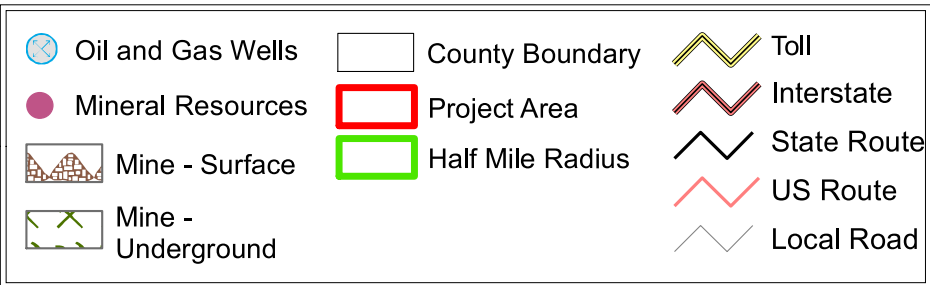 Oil and Gas Wells
Mineral Resources
Mine - Surface
Mine -
Underground
County Boundary
Project Area
Half Mile Radius
Toll
Interstate
State Route
US Route
Local Road